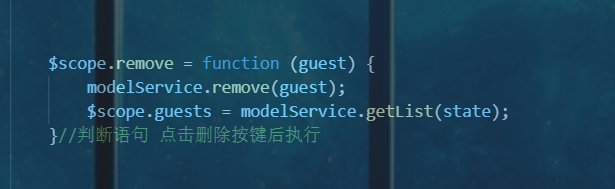 $scope.remove = function (guest) {
    modelService.remove(guest);
    $scope.guests = modelService.getList(state);
}//判断语句 点击删除按键后执行